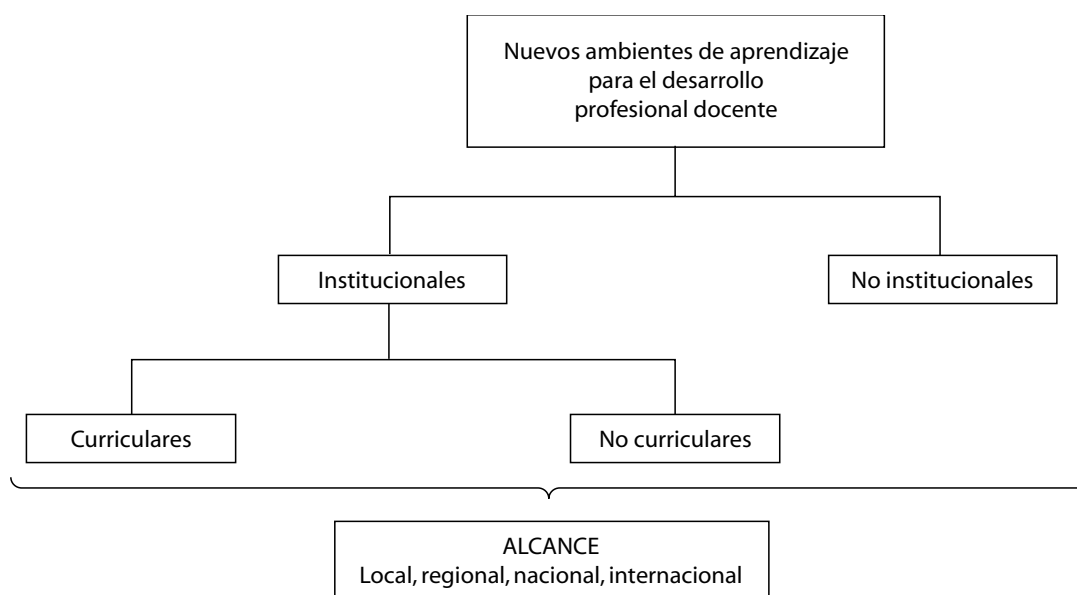 Nuevos ambientes de aprendizaje
para el desarrollo
profesional docente
Institucionales
No institucionales
Curriculares
No curriculares
ALCANCE
Local, regional, nacional, internacional